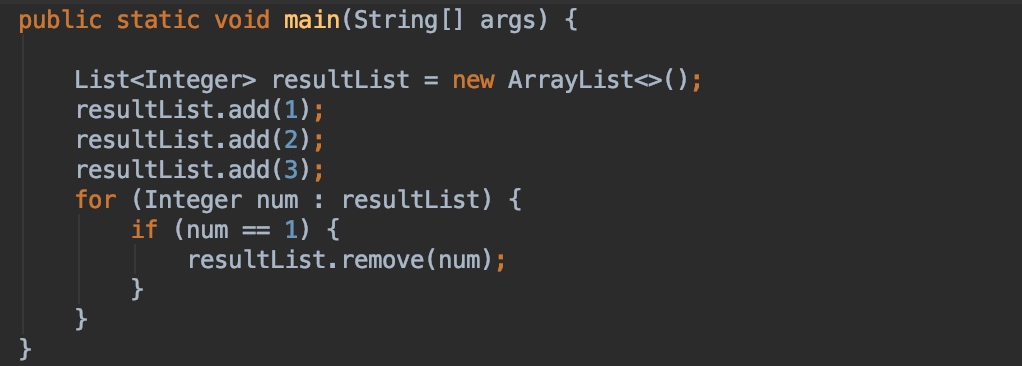 public static void main(String[] args) {
    List<Integer> resultList = new ArrayList<>();
    resultList.add(1);
    resultList.add(2);
    resultList.add(3);
    for (Integer num : resultList) {
        if (num == 1) {
            resultList.remove(num);
        }
    }
}